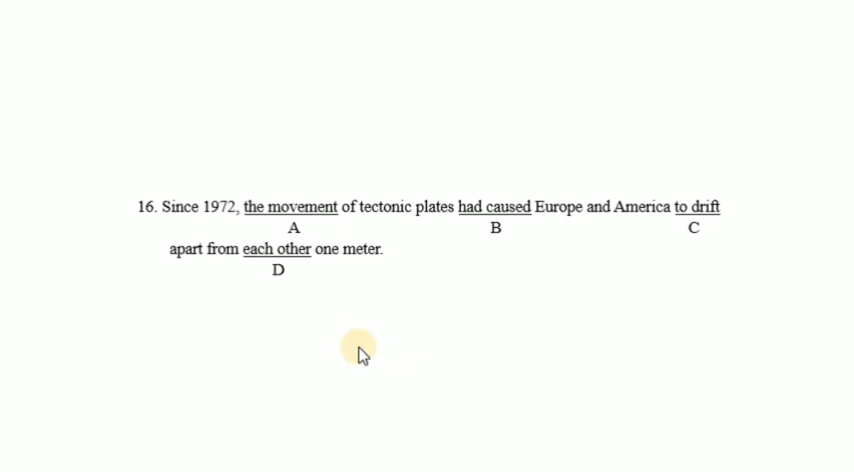 16. Since 1972, the movement of tectonic plates had caused Europe and America to drift
A B C
apart from each other one meter.
D